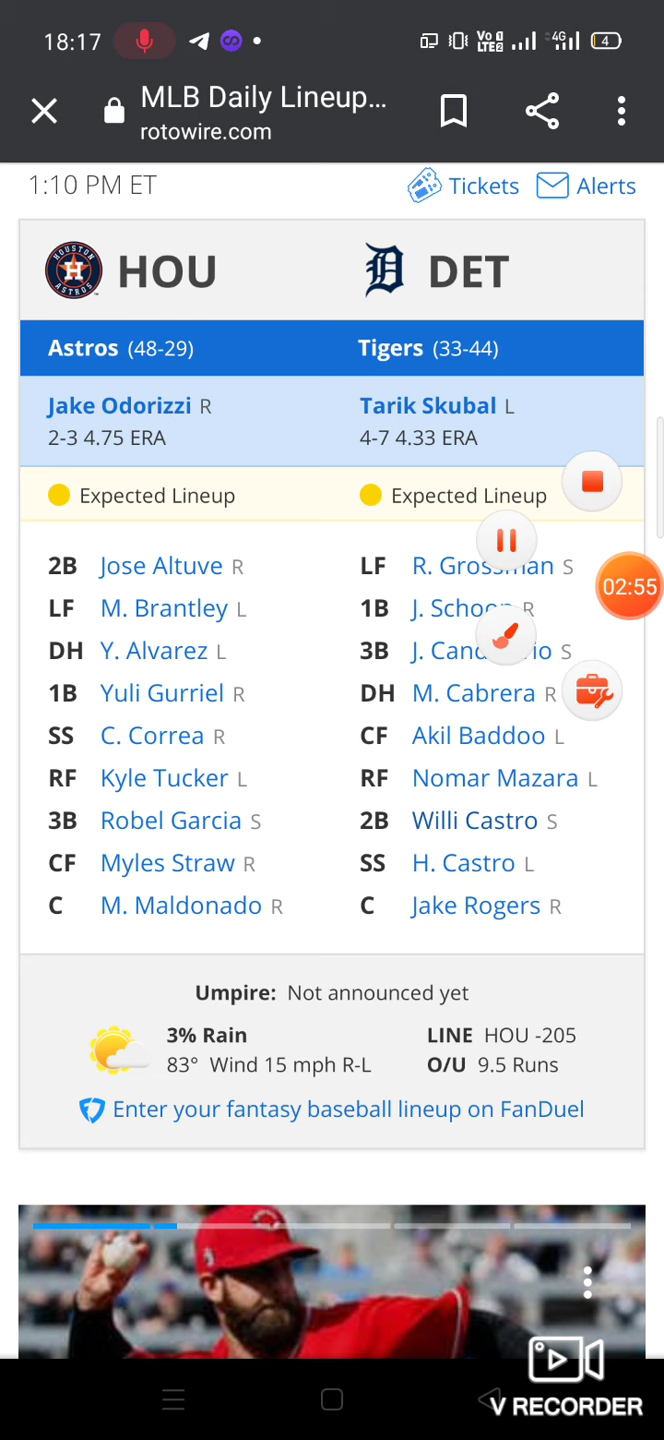 18:17 Vo LTE2 4G 4
MLB Daily Lineup...
rotowire.com
1:10 PM ET Tickets Alerts
HOUSTON ASTROS H HOU D DET
Astros (48-29) Tigers (33-44)
Jake Odorizzi R Tarik Skubal L
2-3 4.75 ERA 4-7 4.33 ERA
Expected Lineup Expected Lineup
2B Jose Altuve R LF R. S
02:55
LF M. Brantley L 1B J. R
DH Y. Alvarez L 3B J. S
1B Yuli Gurriel R DH M. Cabrera R
SS C. Correa R CF Akil Baddoo L
RF Kyle Tucker L RF Nomar Mazara L
3B Robel Garcia S 2B Willi Castro S
CF Myles Straw R SS H. Castro L
C M. Maldonado R C Jake Rogers R
Umpire: Not announced yet
3% Rain LINE HOU -205
83° Wind 15 mph R-L O/U 9.5 Runs
Enter your fantasy baseball lineup on FanDuel
V RECORDER